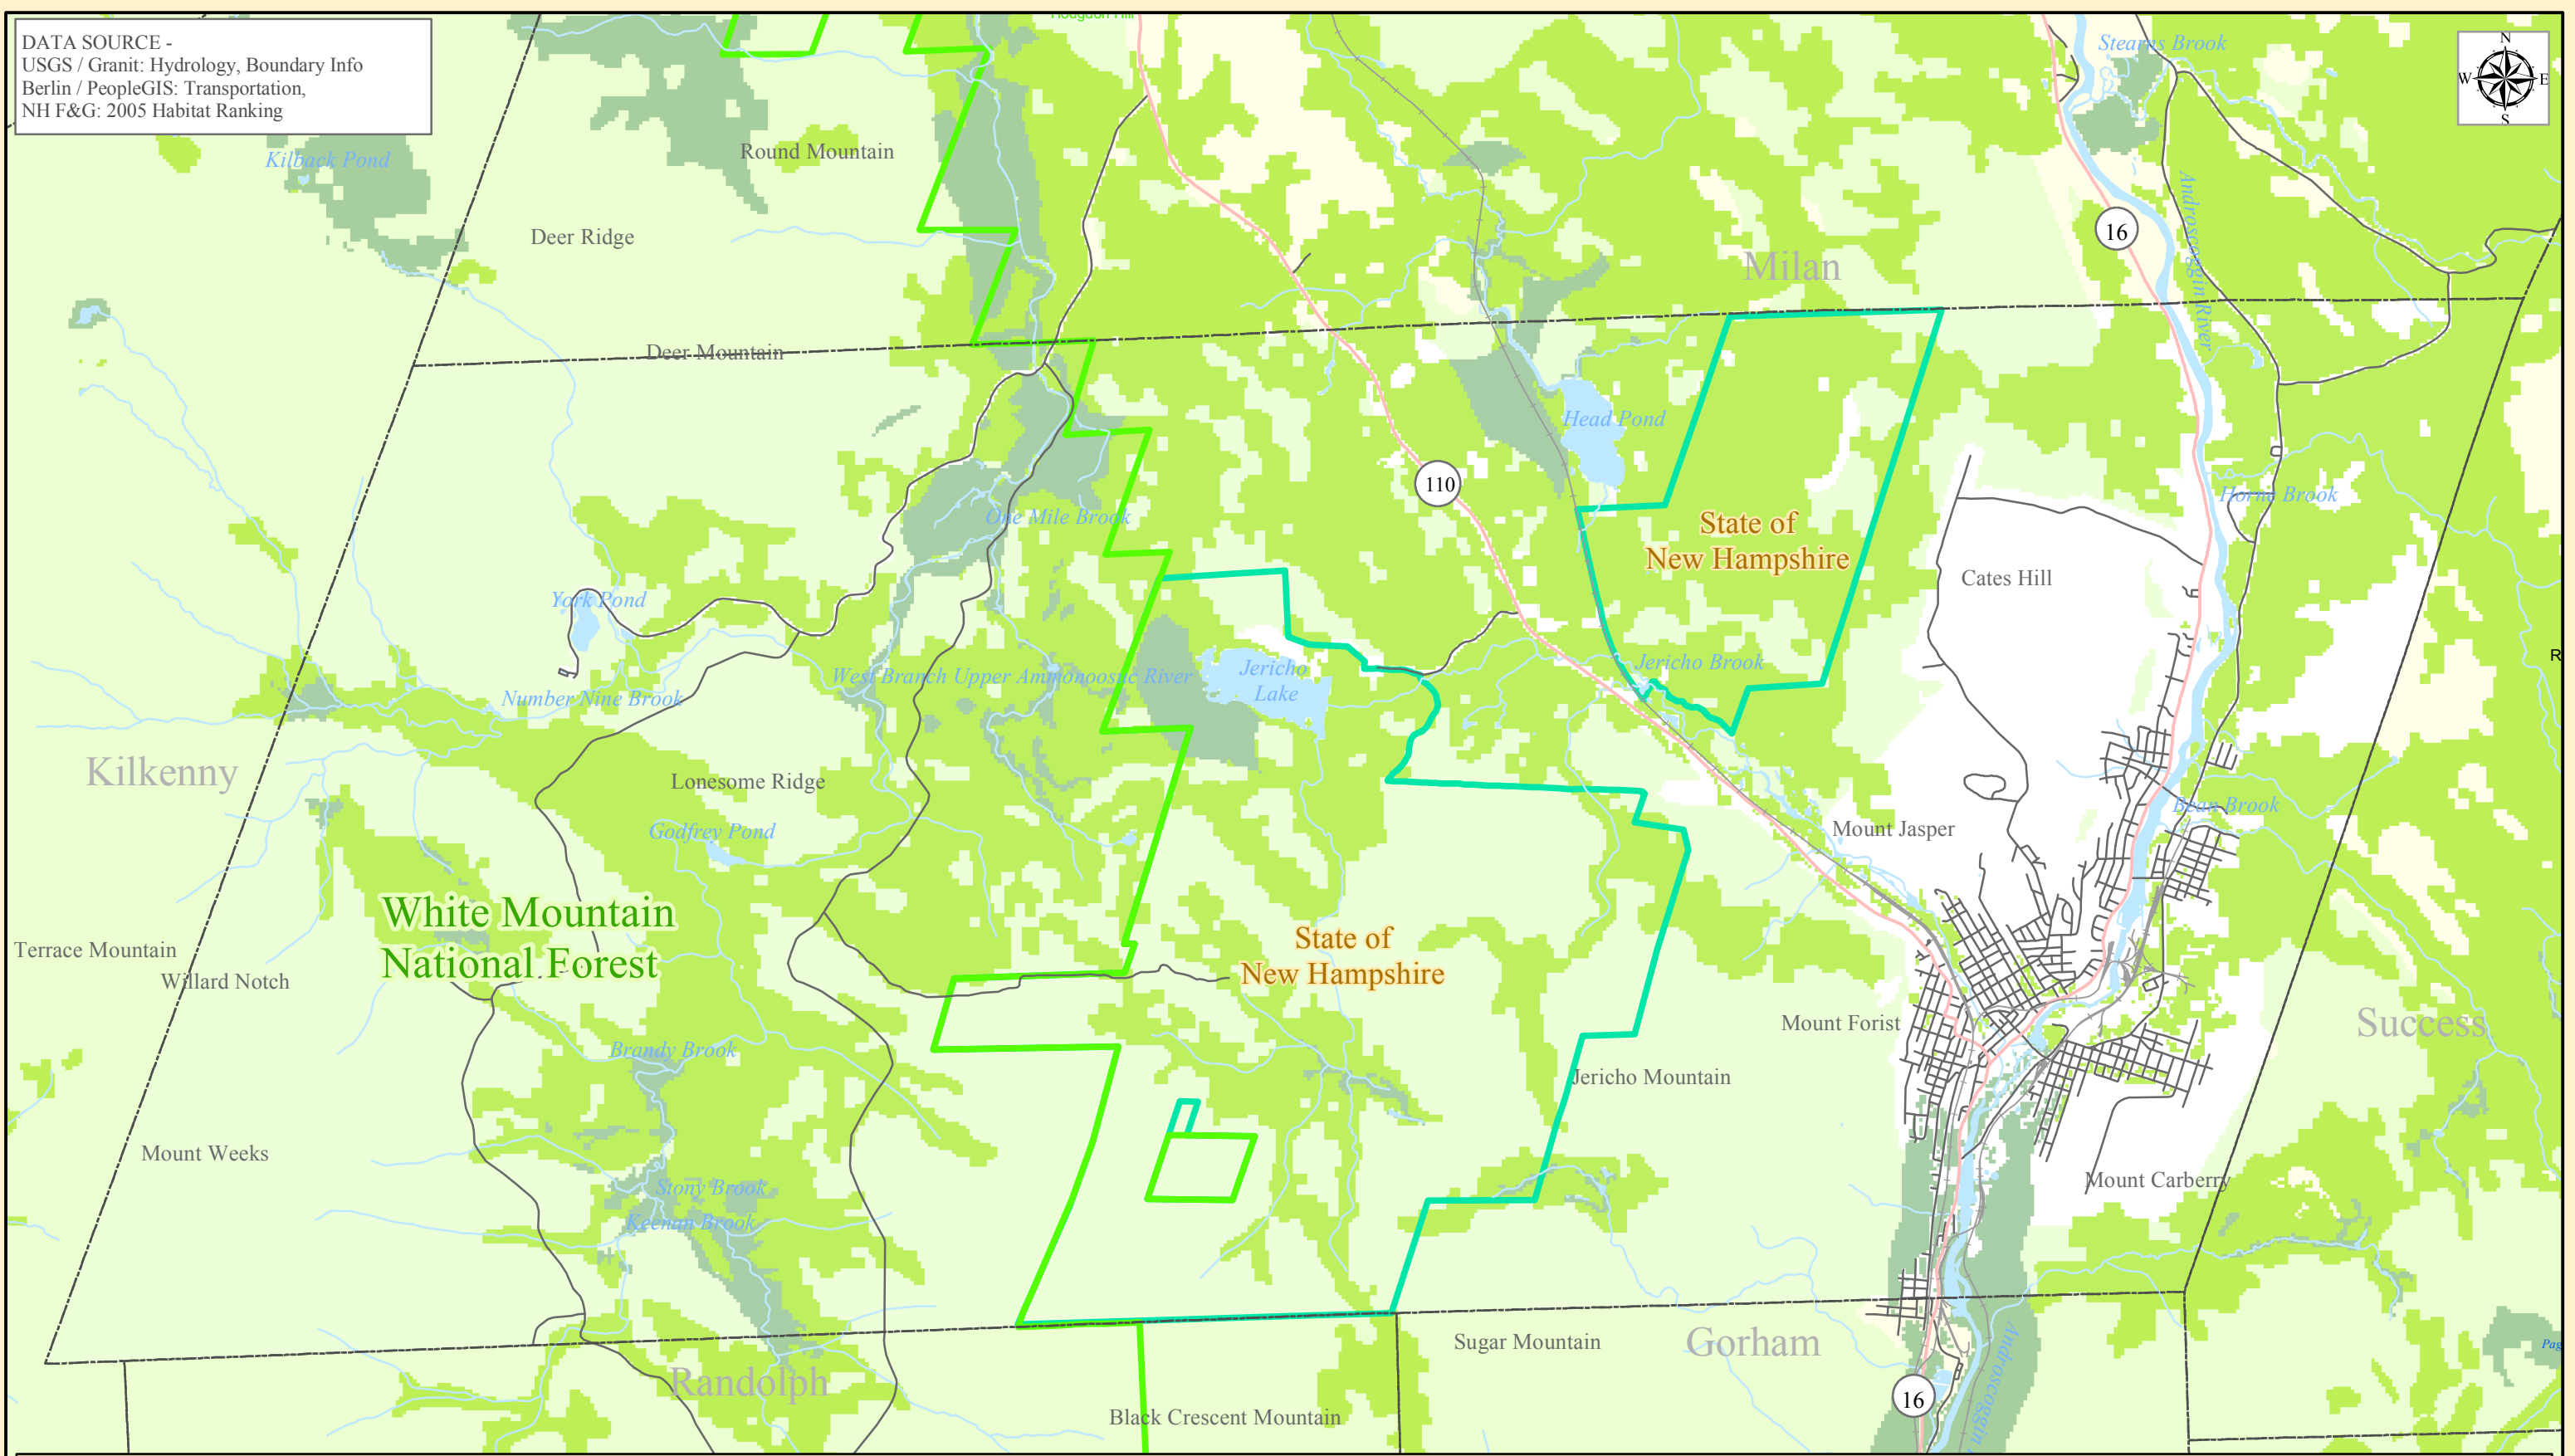 DATA SOURCE -
USGS / Granit: Hydrology, Boundary Info
Berlin / PeopleGIS: Transportation,
NH F&G: 2005 Habitat Ranking
Hodgdon Hill
Stearns Brook
N
W
E
S
Kilback Pond
Round Mountain
Deer Ridge
Androscoggin River
16
Milan
Deer Mountain
Head Pond
110
One Mile Brook
Horne Brook
State of
New Hampshire
Cates Hill
York Pond
R
Jericho Brook
West Branch Upper Ammonoosuc River
Jericho
Lake
Number Nine Brook
Kilkenny
Lonesome Ridge
Godfrey Pond
Bean Brook
Mount Jasper
White Mountain
National Forest
State of
New Hampshire
Terrace Mountain
Willard Notch
Mount Forist
Success
Brandy Brook
Jericho Mountain
Mount Weeks
Stony Brook
Mount Carberry
Keenan Brook
Sugar Mountain
Gorham
Pag
Randolph
16
Androscoggin
Black Crescent Mountain